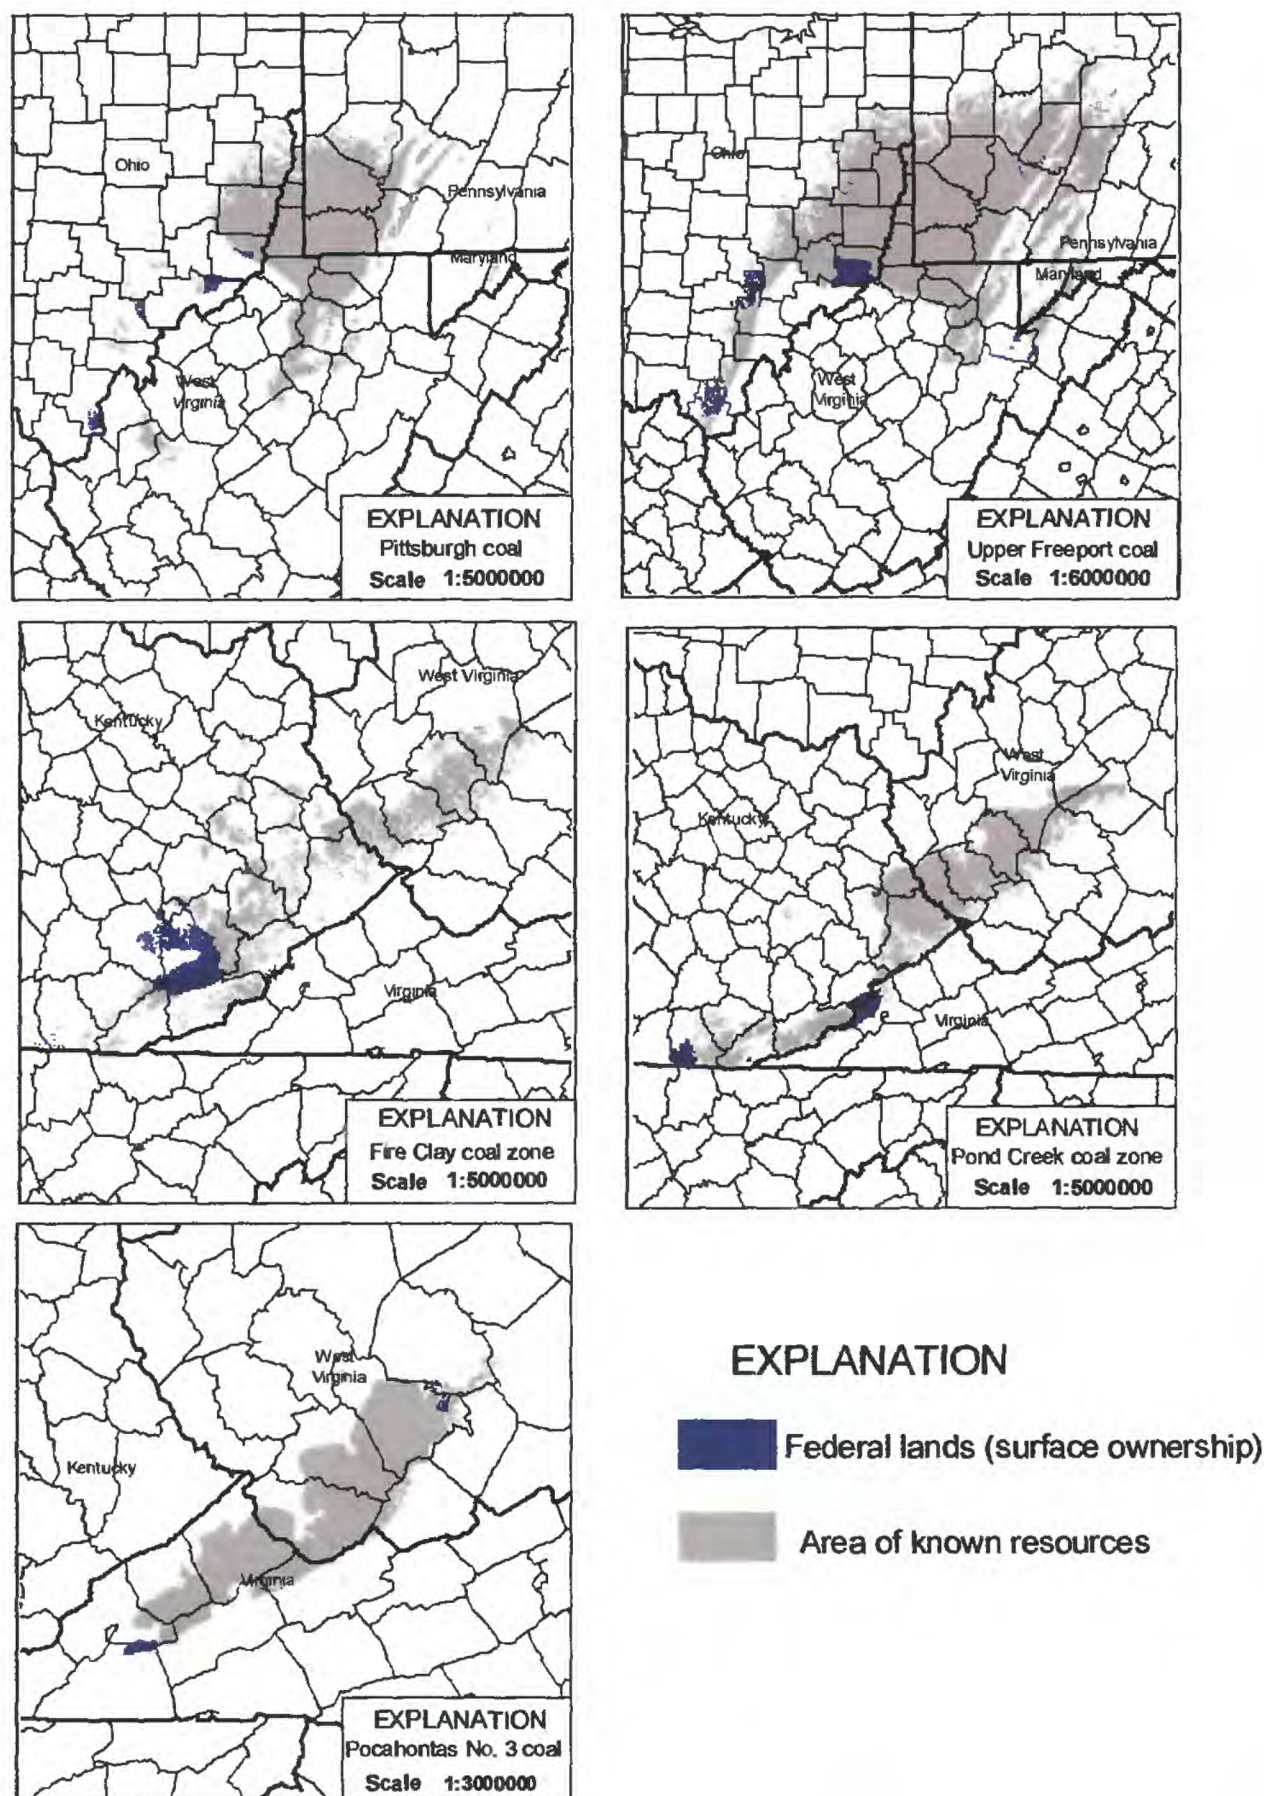 Ohio
Pennsylvania
Maryland
West
Virginia
EXPLANATION
Pittsburgh coal
Scale 1:5000000
Ohio
Pennsylvania
Maryland
West
Virginia
EXPLANATION
Upper Freeport coal
Scale 1:6000000
West Virginia
Kentucky
Virginia
EXPLANATION
Fire Clay coal zone
Scale 1:5000000
West
Virginia
Kentucky
Virginia
EXPLANATION
Pond Creek coal zone
Scale 1:5000000
West
Virginia
Kentucky
Virginia
EXPLANATION
Pocahontas No. 3 coal
Scale 1:3000000
EXPLANATION
Federal lands (surface ownership)
Area of known resources